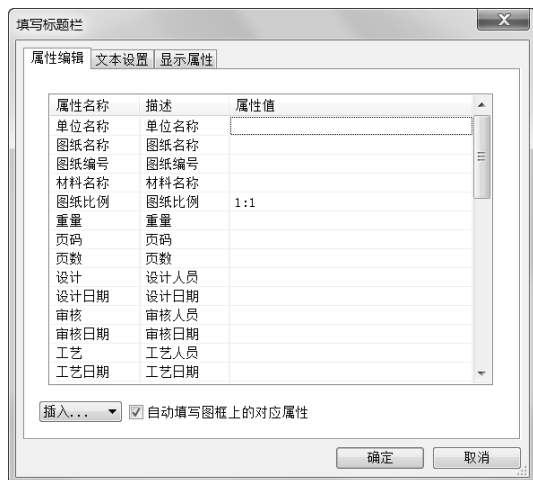 填写标题栏
属性编辑 文本设置 显示属性
属性名称 描述 属性值
单位名称 单位名称
图纸名称 图纸名称
图纸编号 图纸编号
材料名称 材料名称
图纸比例 图纸比例 1:1
重量 重量
页码 页码
页数 页数
设计 设计人员
设计日期 设计日期
审核 审核人员
审核日期 审核日期
工艺 工艺人员
工艺日期 工艺日期
插入... 自动填写图框上的对应属性
确定 取消